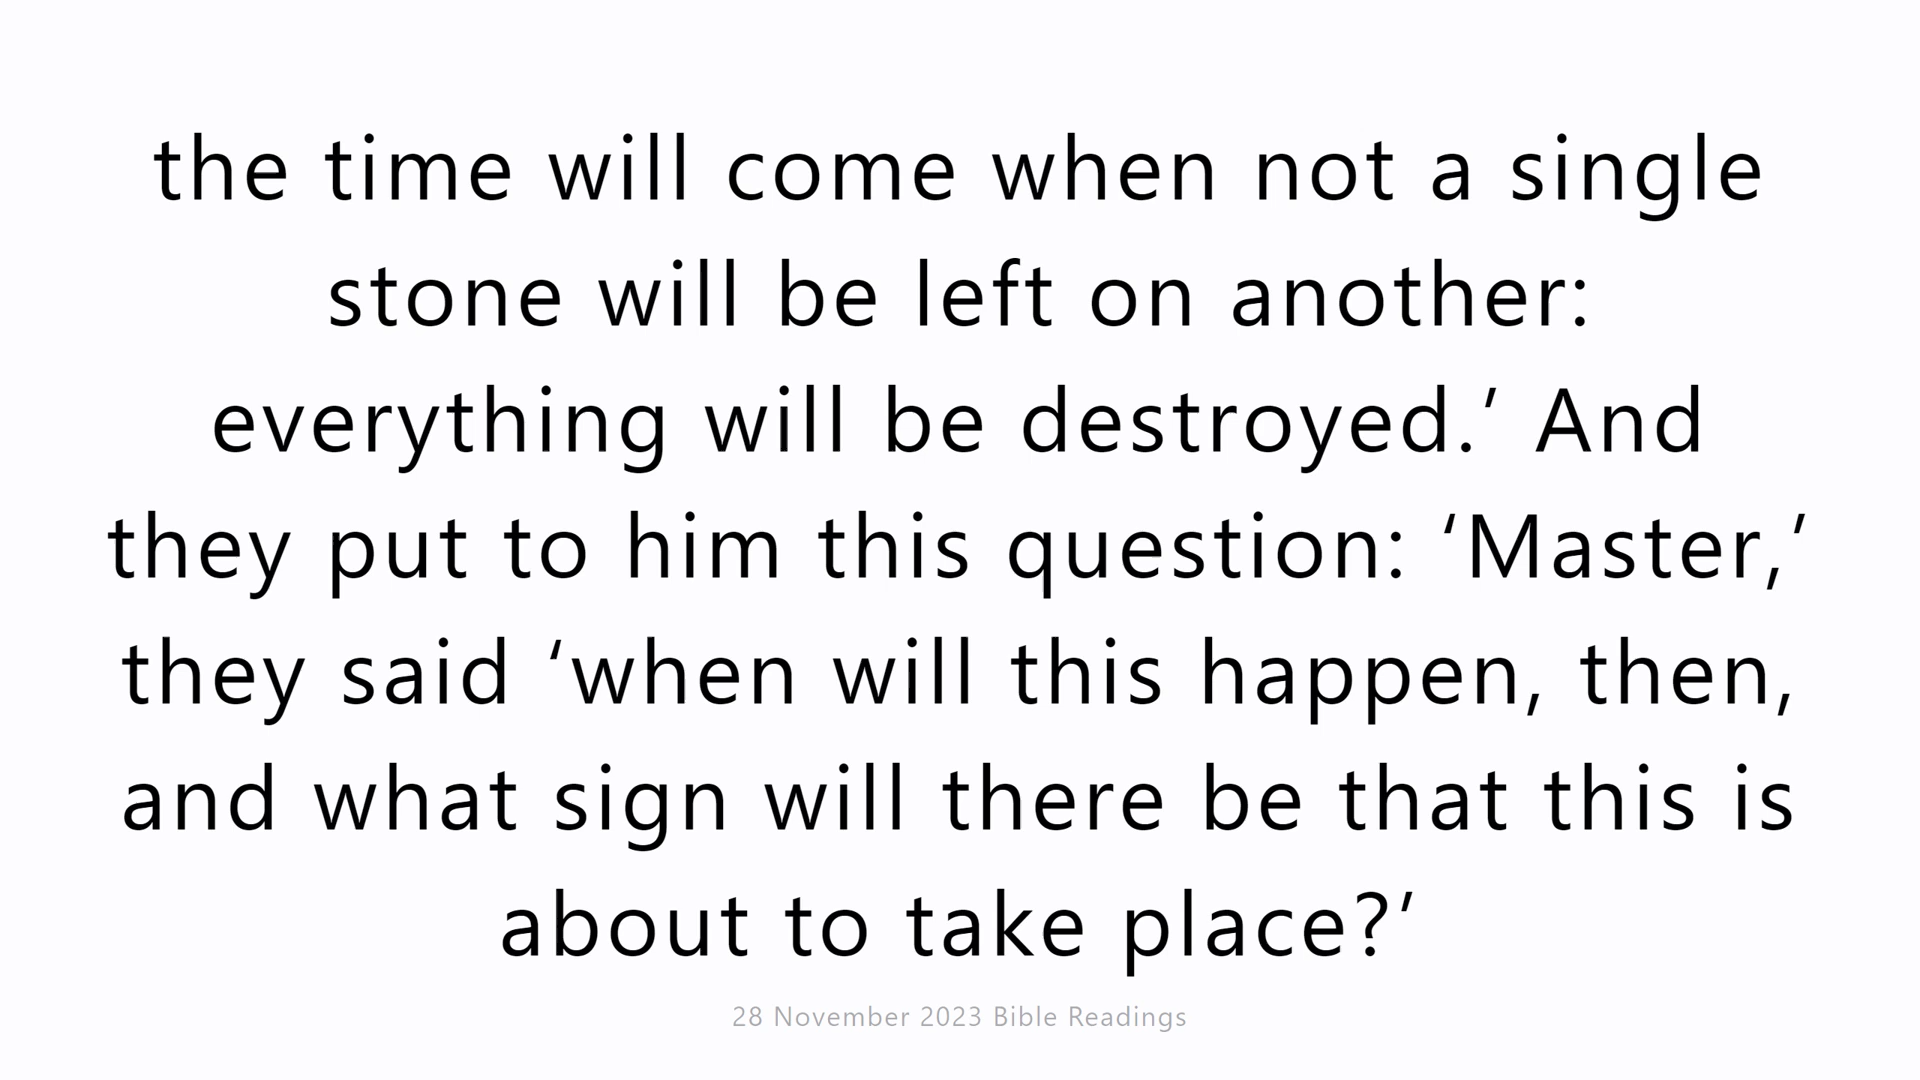 the time will come when not a single
stone will be left on another:
everything will be destroyed.’ And
they put to him this question: ‘Master,’
they said ‘when will this happen, then,
and what sign will there be that this is
about to take place?’
28 November 2023 Bible Readings